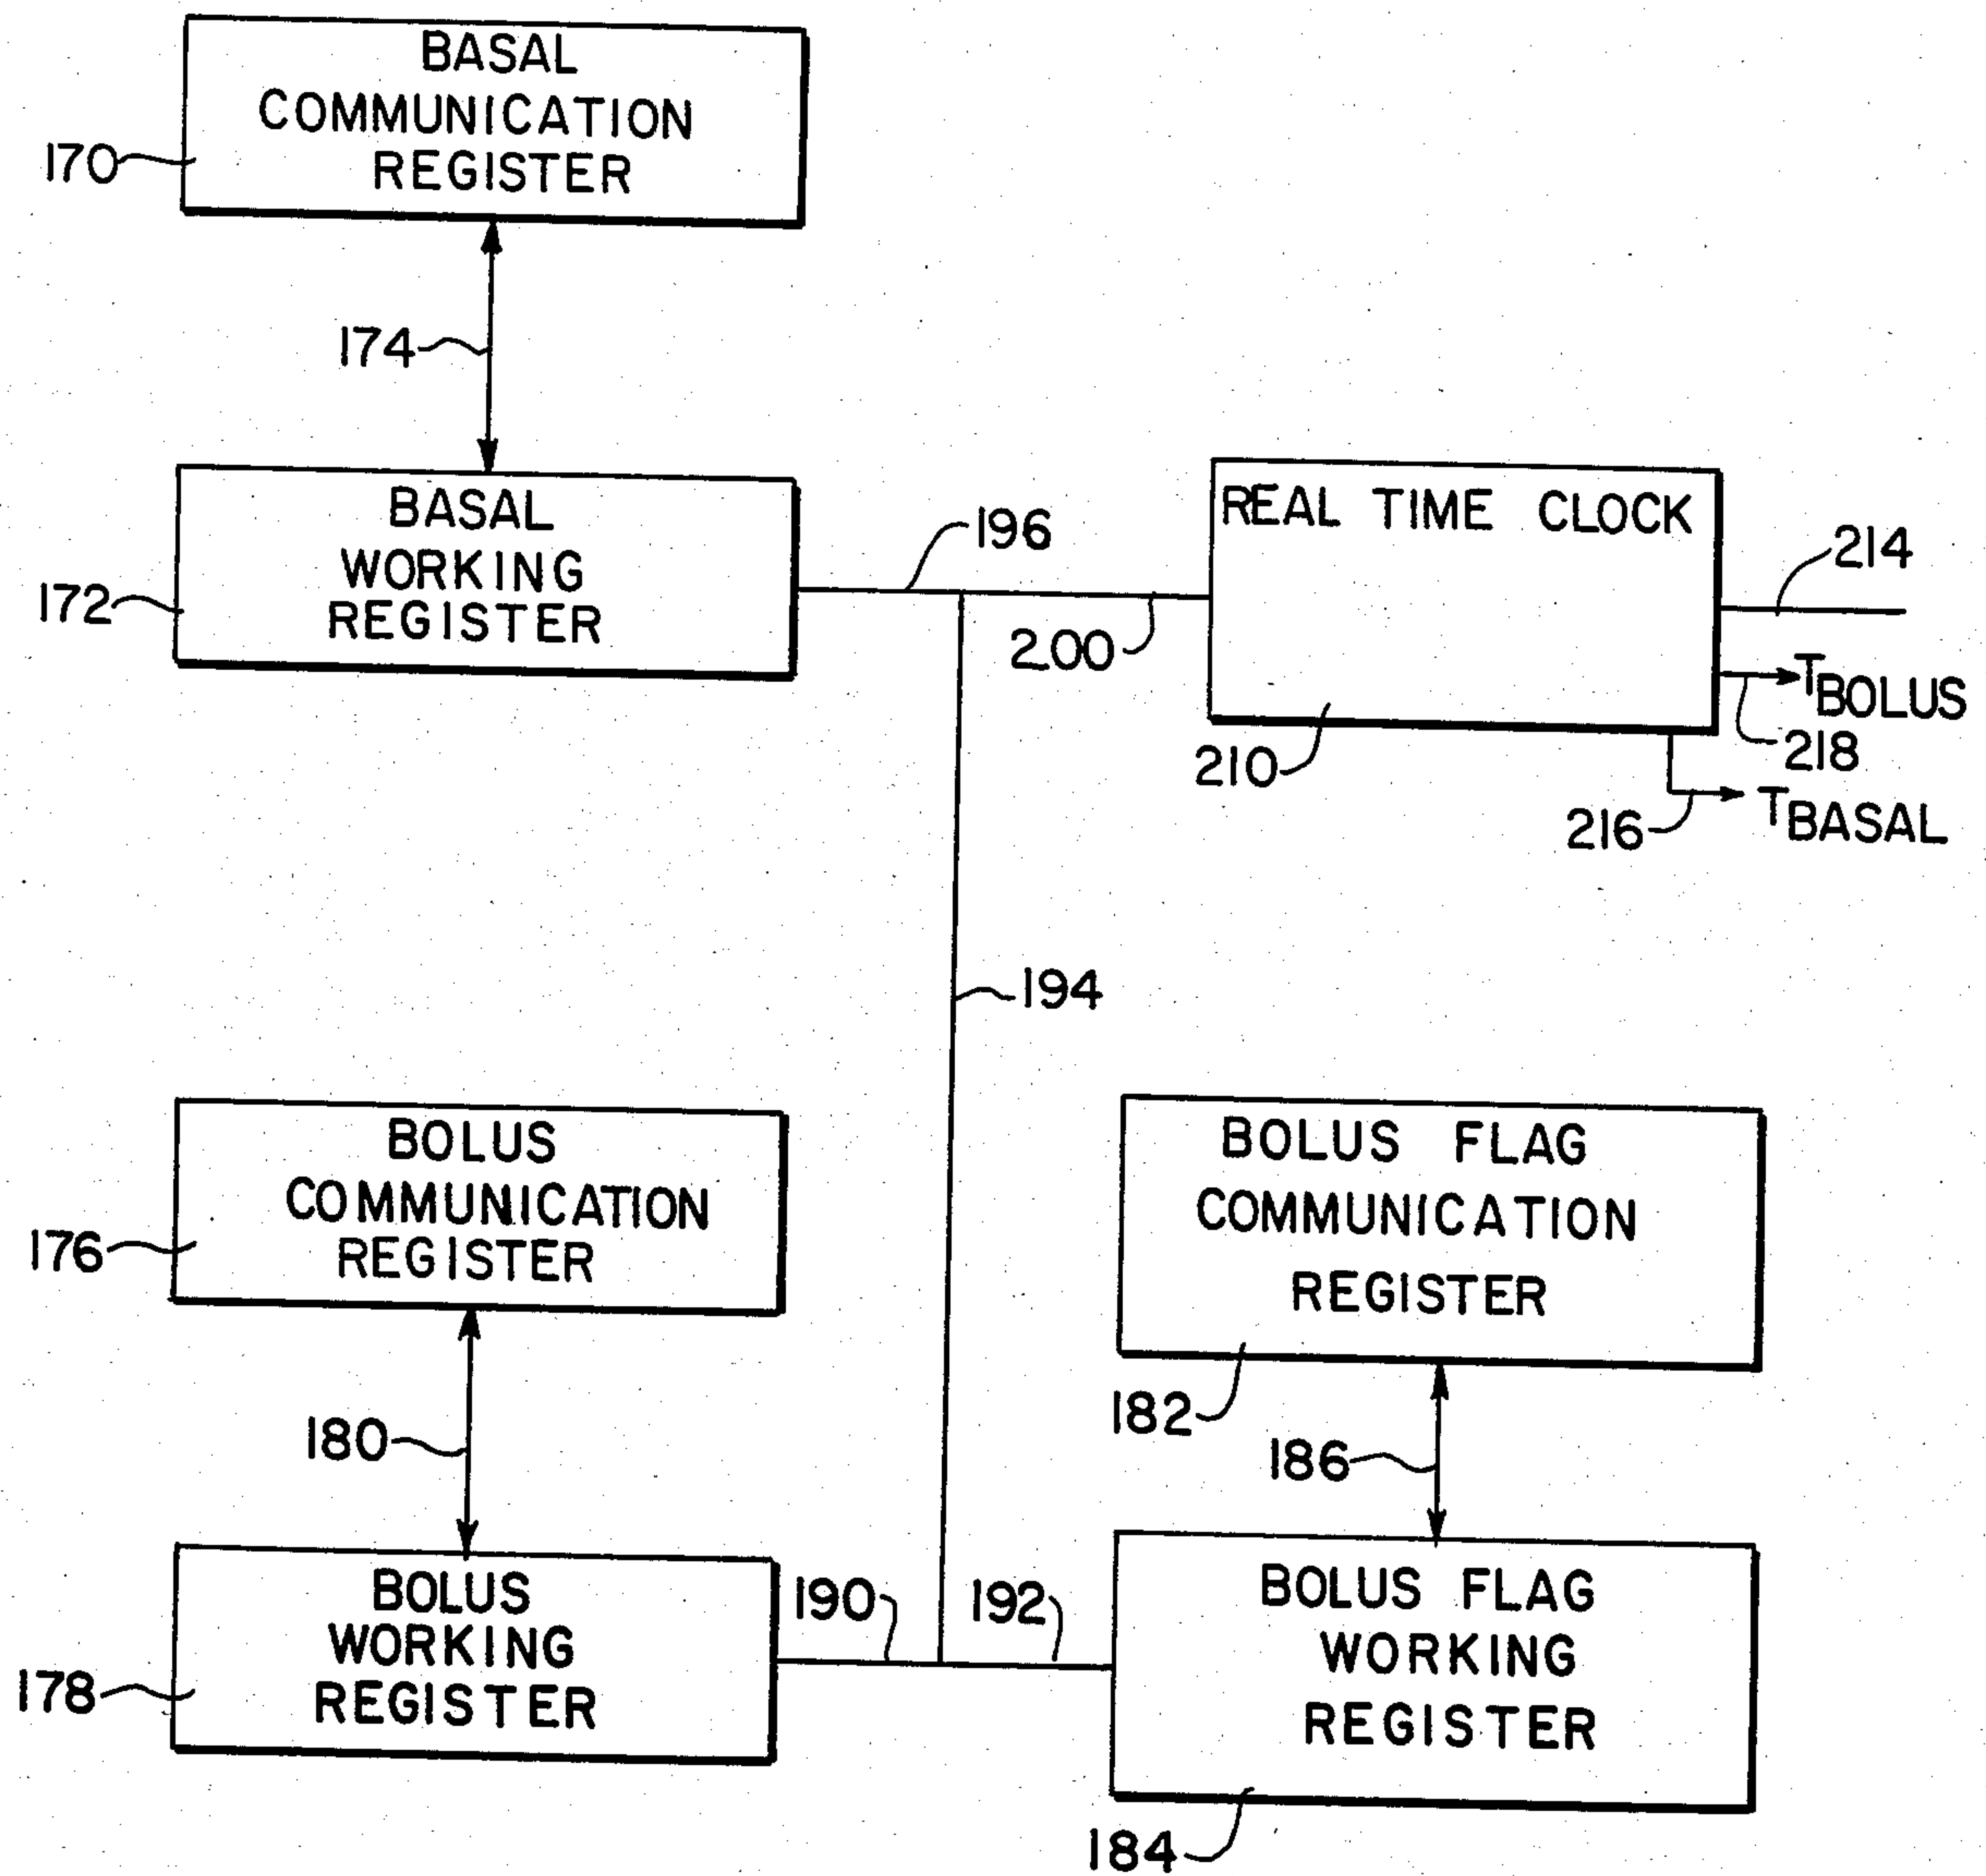 BASAL
COMMUNICATION
REGISTER
170
174
BASAL
WORKING
REGISTER
172
196
200
REAL TIME CLOCK
210
214
TBOLUS
218
216
TBASAL
194
BOLUS
COMMUNICATION
REGISTER
176
180
BOLUS FLAG
COMMUNICATION
REGISTER
182
186
BOLUS
WORKING
REGISTER
178
190
192
BOLUS FLAG
WORKING
REGISTER
184